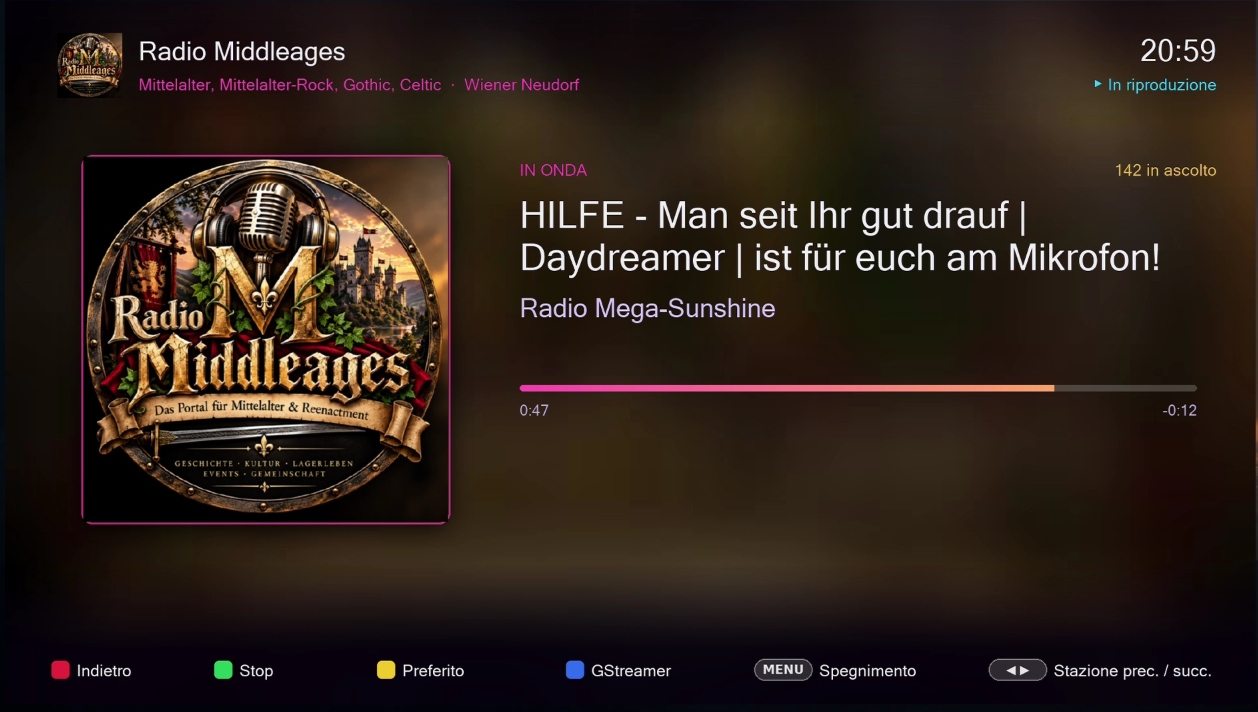 Radio Middleages
Mittelalter, Mittelalter-Rock, Gothic, Celtic · Wiener Neudorf
20:59
In riproduzione
Radio
M
Middleages
Das Portal für Mittelalter & Reenactment
GESCHICHTE · KULTUR · LAGERLEBEN
EVENTS · GEMEINSCHAFT
IN ONDA
142 in ascolto
HILFE - Man seit Ihr gut drauf |
Daydreamer | ist für euch am Mikrofon!
Radio Mega-Sunshine
0:47
-0:12
Indietro
Stop
Preferito
GStreamer
MENU Spegnimento
Stazione prec. / succ.